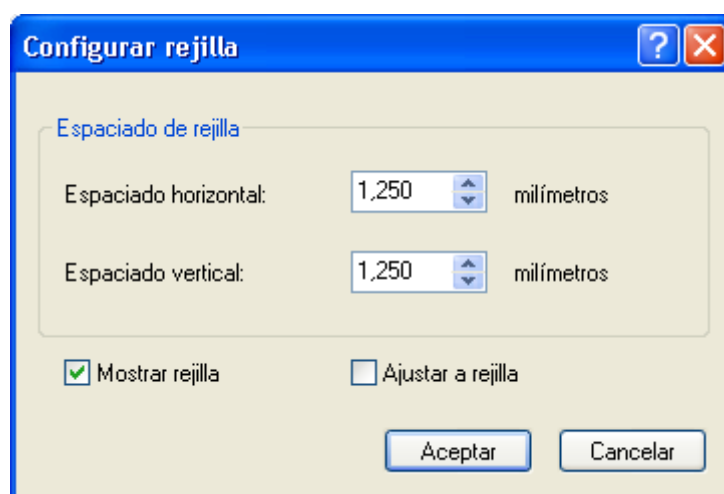 Configurar rejilla
Espaciado de rejilla
Espaciado horizontal: 1,250 milímetros
Espaciado vertical: 1,250 milímetros
Mostrar rejilla Ajustar a rejilla
Aceptar Cancelar